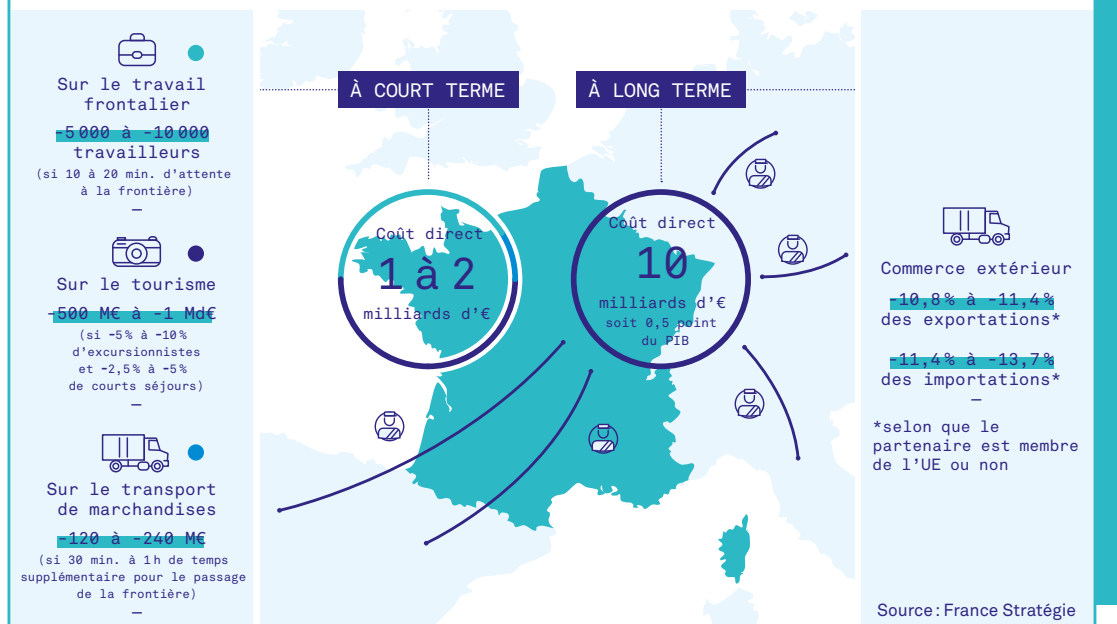 Sur le travail
frontalier
-5 000 à -10 000
travailleurs
(si 10 à 20 min. d'attente
à la frontière)
—
Sur le tourisme
-500 M€ à -1 Md€
(si -5 % à -10 %
d'excursionnistes
et -2,5 % à -5 %
de courts séjours)
—
Sur le transport
de marchandises
-120 à -240 M€
(si 30 min. à 1 h de temps
supplémentaire pour le passage
de la frontière)
—
À COURT TERME
Coût direct
1 à 2
milliards d'€
À LONG TERME
Coût direct
10
milliards d'€
soit 0,5 point
du PIB
Commerce extérieur
-10,8 % à -11,4 %
des exportations*
-11,4 % à -13,7 %
des importations*
—
*selon que le
partenaire est membre
de l'UE ou non
Source : France Stratégie